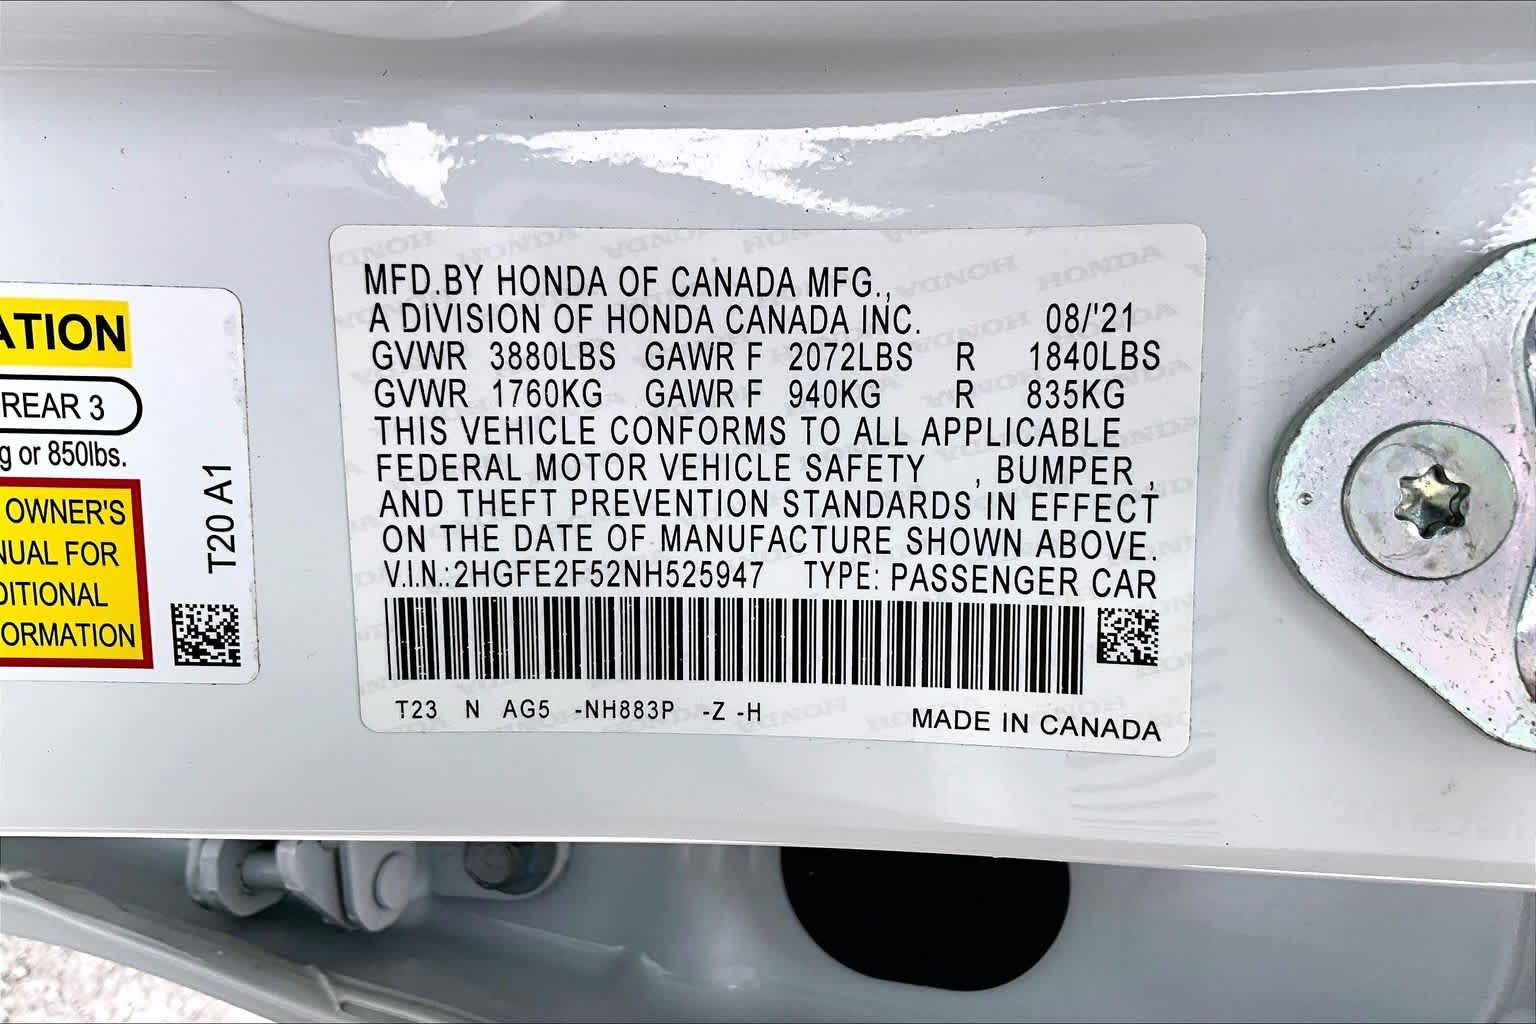 ATION
REAR 3
g or 850lbs.
OWNER'S
NUAL FOR
DITIONAL
ORMATION
T20 A1
MFD.BY HONDA OF CANADA MFG.,
A DIVISION OF HONDA CANADA INC. 08/'21
GVWR 3880LBS GAWR F 2072LBS R 1840LBS
GVWR 1760KG GAWR F 940KG R 835KG
THIS VEHICLE CONFORMS TO ALL APPLICABLE
FEDERAL MOTOR VEHICLE SAFETY , BUMPER ,
AND THEFT PREVENTION STANDARDS IN EFFECT
ON THE DATE OF MANUFACTURE SHOWN ABOVE.
V.I.N.:2HGFE2F52NH525947 TYPE: PASSENGER CAR
T23 N AG5 -NH883P -Z -H
MADE IN CANADA